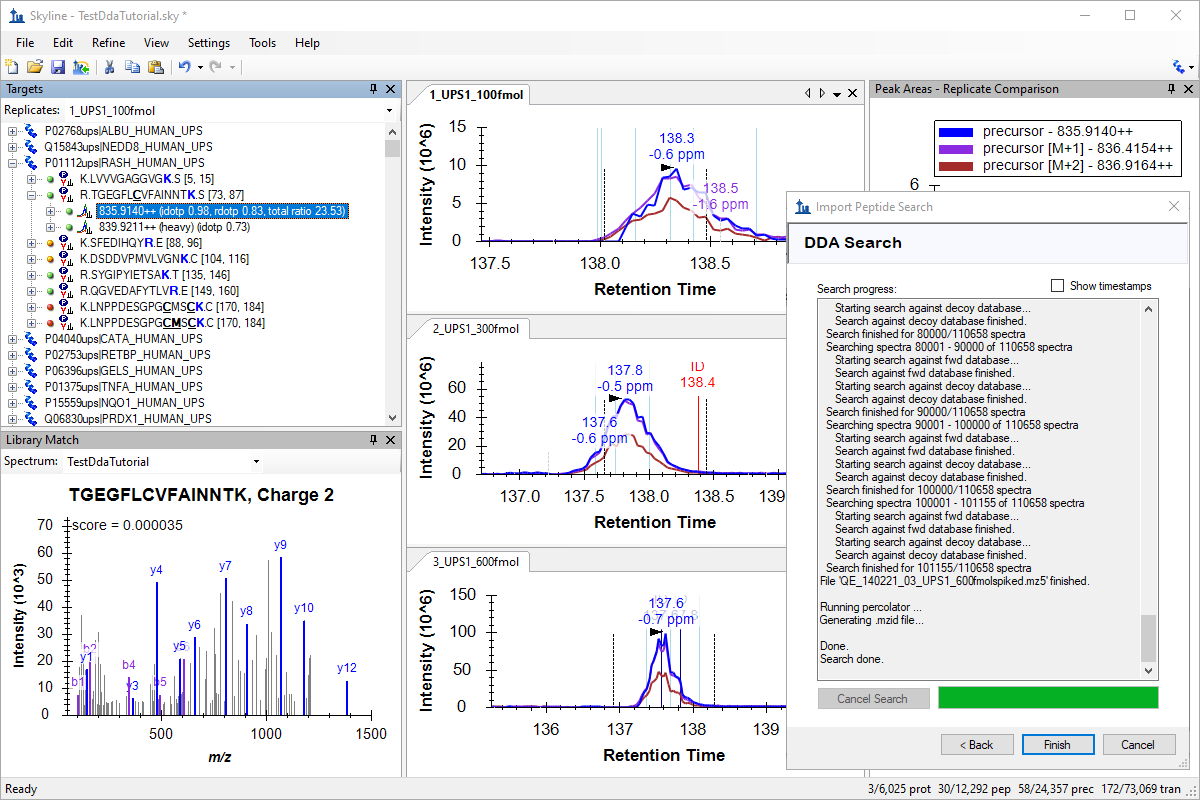 Skyline - TestDdaTutorial.sky *
File Edit Refine View Settings Tools Help
Targets
Replicates: 1_UPS1_100fmol
P02768ups|ALBU_HUMAN_UPS
Q15843ups|NEDD8_HUMAN_UPS
P01112ups|RASH_HUMAN_UPS
K.LVVVGAGGVGK.S [5, 15]
R.TGEGFLCVFAINNTK.S [73, 87]
835.9140++ (idotp 0.98, rdotp 0.83, total ratio 23.53)
839.9211++ (heavy) (idotp 0.73)
K.SFEDIHQYR.E [88, 96]
K.DSDDVPMVLVGNK.C [104, 116]
R.SYGIPYIETSAK.T [135, 146]
R.QGVEDAFYTLVR.E [149, 160]
K.LNPPDESGPGCMSCK.C [170, 184]
K.LNPPDESGPGCMSCK.C [170, 184]
P04040ups|CATA_HUMAN_UPS
P02753ups|RETBP_HUMAN_UPS
P06396ups|GELS_HUMAN_UPS
P01375ups|TNFA_HUMAN_UPS
P15559ups|NQO1_HUMAN_UPS
Q06830ups|PRDX1_HUMAN_UPS
Library Match
Spectrum: TestDdaTutorial
TGEGFLCVFAINNTK, Charge 2
score = 0.000035
Intensity (10^3)
70
60
50
40
30
20
10
0
y9
y7
y4
y8
y10
y6
y5
y12
b2
y1
b4
b1
y3
b5
500 1000 1500
m/z
1_UPS1_100fmol
Intensity (10^6)
15
10
5
0
138.3
-0.6 ppm
138.5
-1.6 ppm
137.5 138.0 138.5
Retention Time
2_UPS1_300fmol
Intensity (10^6)
60
40
20
0
137.8
-0.5 ppm
137.6
-0.6 ppm
ID
138.4
137.0 137.5 138.0 138.5 139
Retention Time
3_UPS1_600fmol
Intensity (10^6)
150
100
50
0
137.6
-0.7 ppm
136 137 138 139
Retention Time
Peak Areas - Replicate Comparison
precursor - 835.9140++
precursor [M+1] - 836.4154++
precursor [M+2] - 836.9164++
6
Import Peptide Search
DDA Search
Search progress:
Show timestamps
Starting search against decoy database...
Search against decoy database finished.
Search finished for 80000/110658 spectra
Searching spectra 80001 - 90000 of 110658 spectra
Starting search against fwd database...
Search against fwd database finished.
Starting search against decoy database...
Search against decoy database finished.
Search finished for 90000/110658 spectra
Searching spectra 90001 - 100000 of 110658 spectra
Starting search against fwd database...
Search against fwd database finished.
Starting search against decoy database...
Search against decoy database finished.
Search finished for 100000/110658 spectra
Searching spectra 100001 - 101155 of 110658 spectra
Starting search against fwd database...
Search against fwd database finished.
Starting search against decoy database...
Search against decoy database finished.
Search finished for 101155/110658 spectra
File 'QE_140221_03_UPS1_600fmolspiked.mz5' finished.
Running percolator ...
Generating .mzid file...
Done.
Search done.
Cancel Search
< Back Finish Cancel
Ready
3/6,025 prot 30/12,292 pep 58/24,357 prec 172/73,069 tran